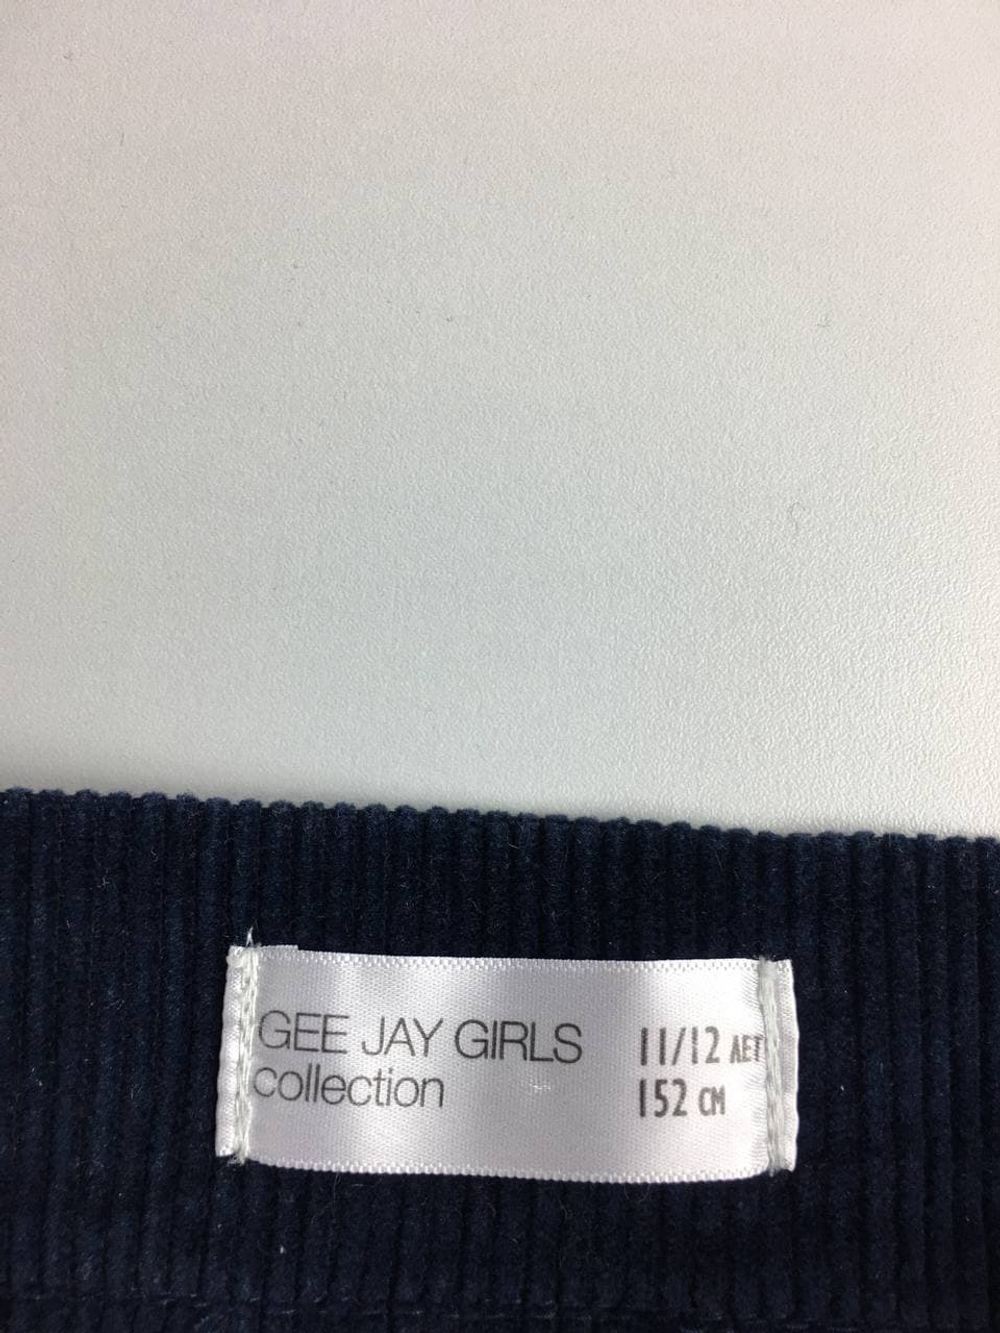 GEE JAY GIRLS
collection
11/12 ЛЕТ
152 СМ